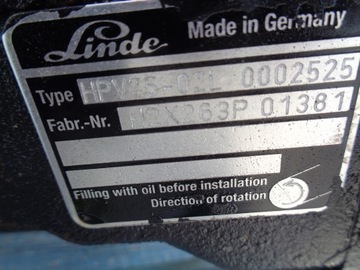 Linde Made in Germany
Type HPV75-02L 0002525
Fabr.-Nr. H2X263P 01381
Filling with oil before installation
Direction of rotation